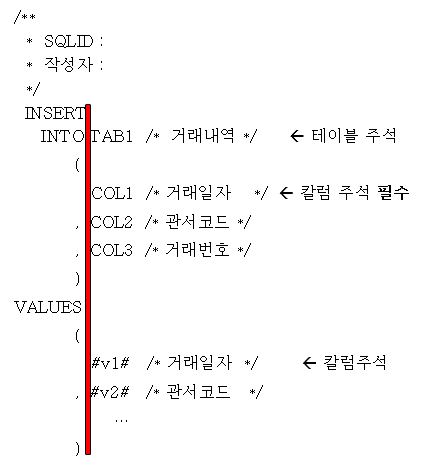 /**
* SQLID :
* 작성자 :
*/
INSERT
INTO TAB1 /* 거래내역 */ ← 테이블 주석
(
COL1 /* 거래일자 */ ← 칼럼 주석 필수
, COL2 /* 관서코드 */
, COL3 /* 거래번호 */
)
VALUES
(
#v1# /* 거래일자 */ ← 칼럼주석
, #v2# /* 관서코드 */
...
)